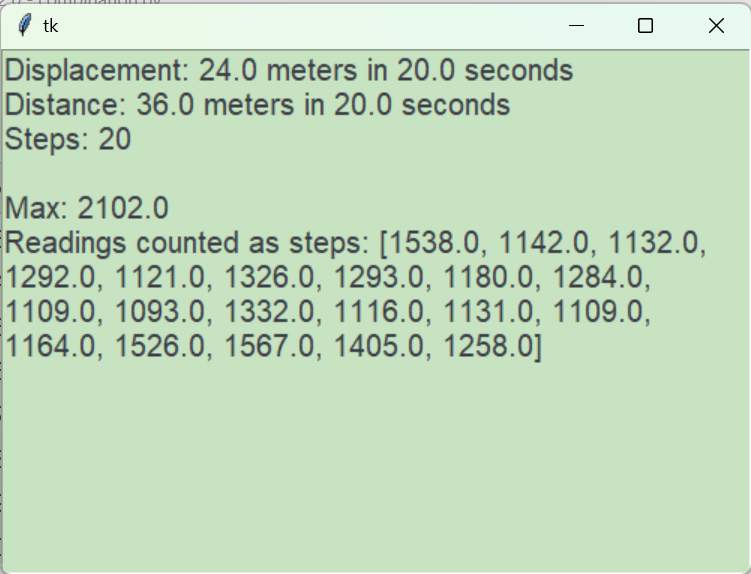 tk
Displacement: 24.0 meters in 20.0 seconds
Distance: 36.0 meters in 20.0 seconds
Steps: 20
Max: 2102.0
Readings counted as steps: [1538.0, 1142.0, 1132.0,
1292.0, 1121.0, 1326.0, 1293.0, 1180.0, 1284.0,
1109.0, 1093.0, 1332.0, 1116.0, 1131.0, 1109.0,
1164.0, 1526.0, 1567.0, 1405.0, 1258.0]